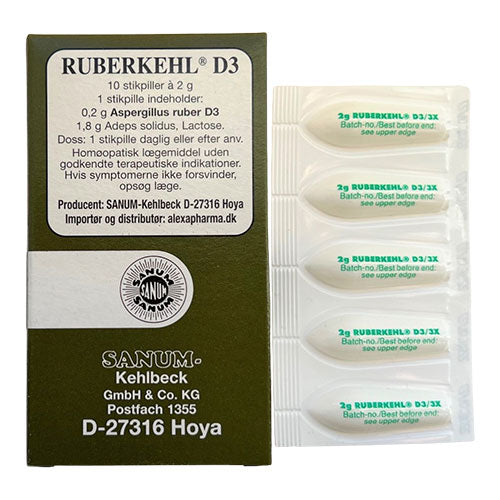 RUBERKEHL® D3
10 stikpiller à 2 g
1 stikpille indeholder:
0,2 g Aspergillus ruber D3
1,8 g Adeps solidus, Lactose.
Doss: 1 stikpille daglig eller efter anv.
Homøopatisk lægemiddel uden
godkendte terapeutiske indikationer.
Hvis symptomerne ikke forsvinder,
opsøg læge.
Producent: SANUM-Kehlbeck D-27316 Hoya
Importør og distributør: alexapharma.dk
SANUM
SANUM
SANUM
SANUM-
Kehlbeck
GmbH & Co. KG
Postfach 1355
D-27316 Hoya
2g RUBERKEHL® D3/3X
Batch-no./Best before end:
see upper edge
2g RUBERKEHL® D3/3X
Batch-no./Best before end:
see upper edge
2g RUBERKEHL® D3/3X
Batch-no./Best before end:
see upper edge
2g RUBERKEHL® D3/3X
Batch-no./Best before end:
see upper edge
2g RUBERKEHL® D3/3X
Batch-no./Best before end:
see upper edge